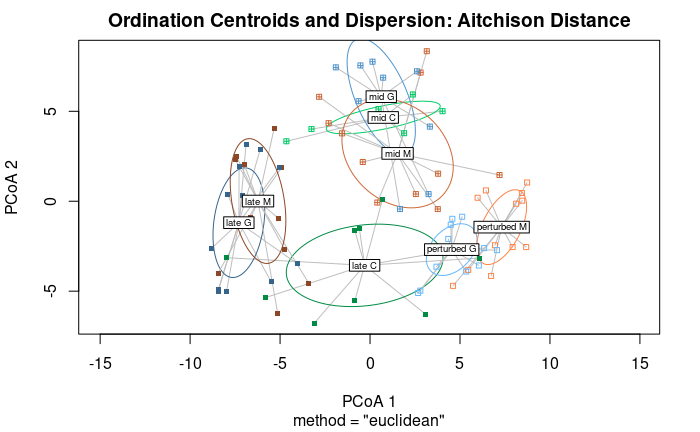 Ordination Centroids and Dispersion: Aitchison Distance
PCoA 2
5
0
-5
mid G
mid C
mid M
late M
late G
late C
perturbed M
perturbed G
-15 -10 -5 0 5 10 15
PCoA 1
method = "euclidean"